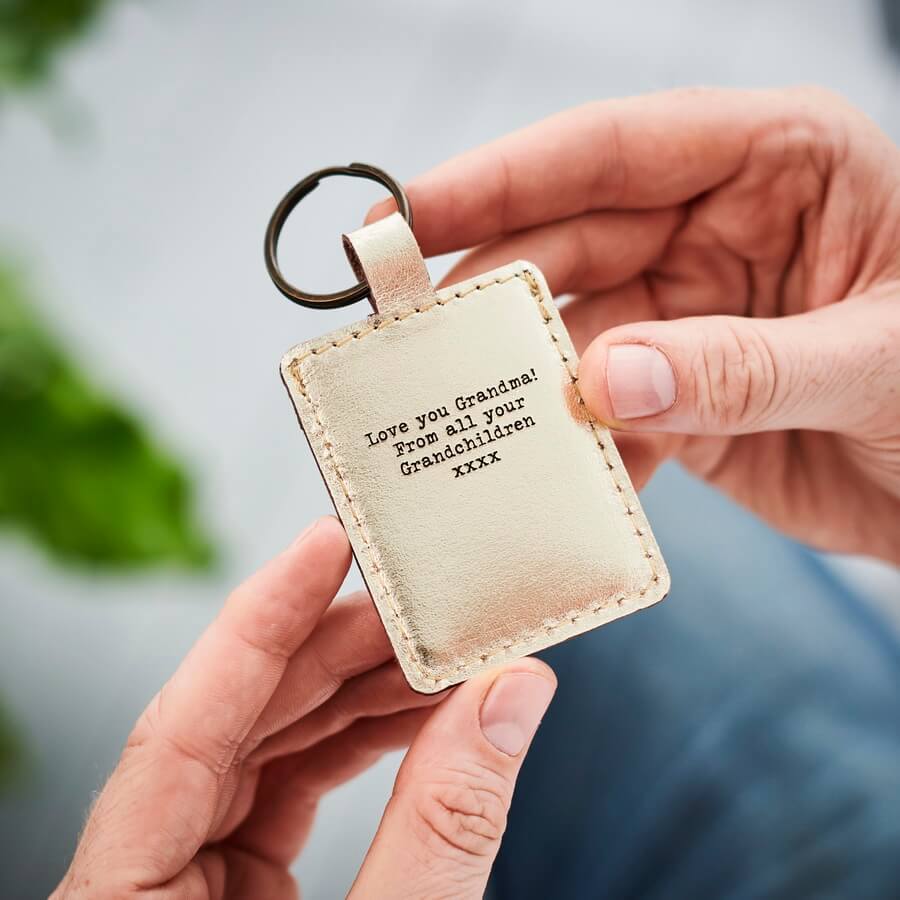 Love you Grandma!
From all your
Grandchildren
xxxx